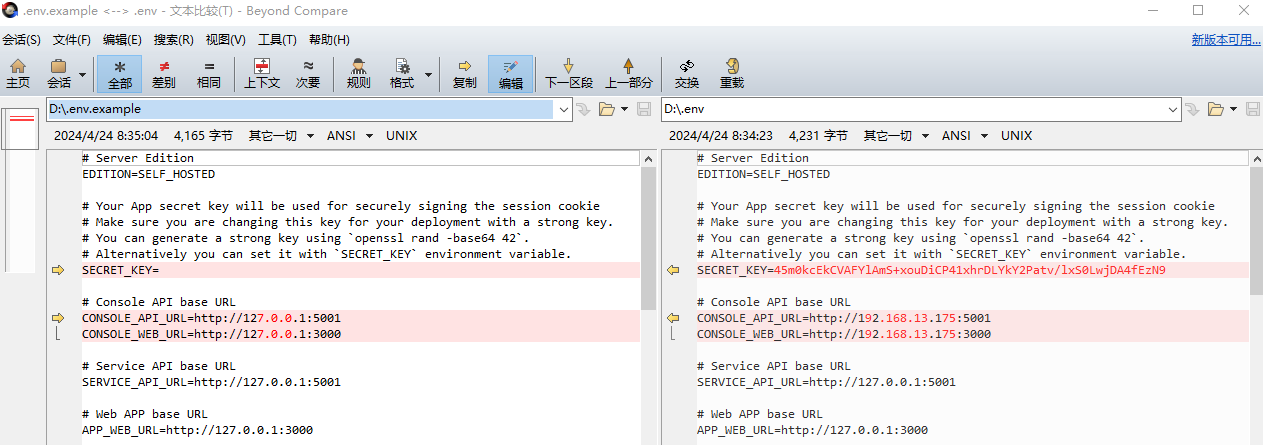 .env.example <--> .env - 文本比较(T) - Beyond Compare
会话(S) 文件(F) 编辑(E) 搜索(R) 视图(V) 工具(T) 帮助(H) 新版本可用...
主页 会话 全部 差别 相同 上下文 次要 规则 格式 复制 编辑 下一区段 上一部分 交换 重载
D:\.env.example
2024/4/24 8:35:04 4,165 字节 其它一切 ANSI UNIX
# Server Edition
EDITION=SELF_HOSTED
# Your App secret key will be used for securely signing the session cookie
# Make sure you are changing this key for your deployment with a strong key.
# You can generate a strong key using `openssl rand -base64 42`.
# Alternatively you can set it with `SECRET_KEY` environment variable.
SECRET_KEY=
# Console API base URL
CONSOLE_API_URL=http://127.0.0.1:5001
CONSOLE_WEB_URL=http://127.0.0.1:3000
# Service API base URL
SERVICE_API_URL=http://127.0.0.1:5001
# Web APP base URL
APP_WEB_URL=http://127.0.0.1:3000
D:\.env
2024/4/24 8:34:23 4,231 字节 其它一切 ANSI UNIX
# Server Edition
EDITION=SELF_HOSTED
# Your App secret key will be used for securely signing the session cookie
# Make sure you are changing this key for your deployment with a strong key.
# You can generate a strong key using `openssl rand -base64 42`.
# Alternatively you can set it with `SECRET_KEY` environment variable.
SECRET_KEY=45m0kcEkCVAFYlAmS+xouDiCP41xhrDLYkY2Patv/lxS0LwjDA4fEzN9
# Console API base URL
CONSOLE_API_URL=http://192.168.13.175:5001
CONSOLE_WEB_URL=http://192.168.13.175:3000
# Service API base URL
SERVICE_API_URL=http://127.0.0.1:5001
# Web APP base URL
APP_WEB_URL=http://127.0.0.1:3000